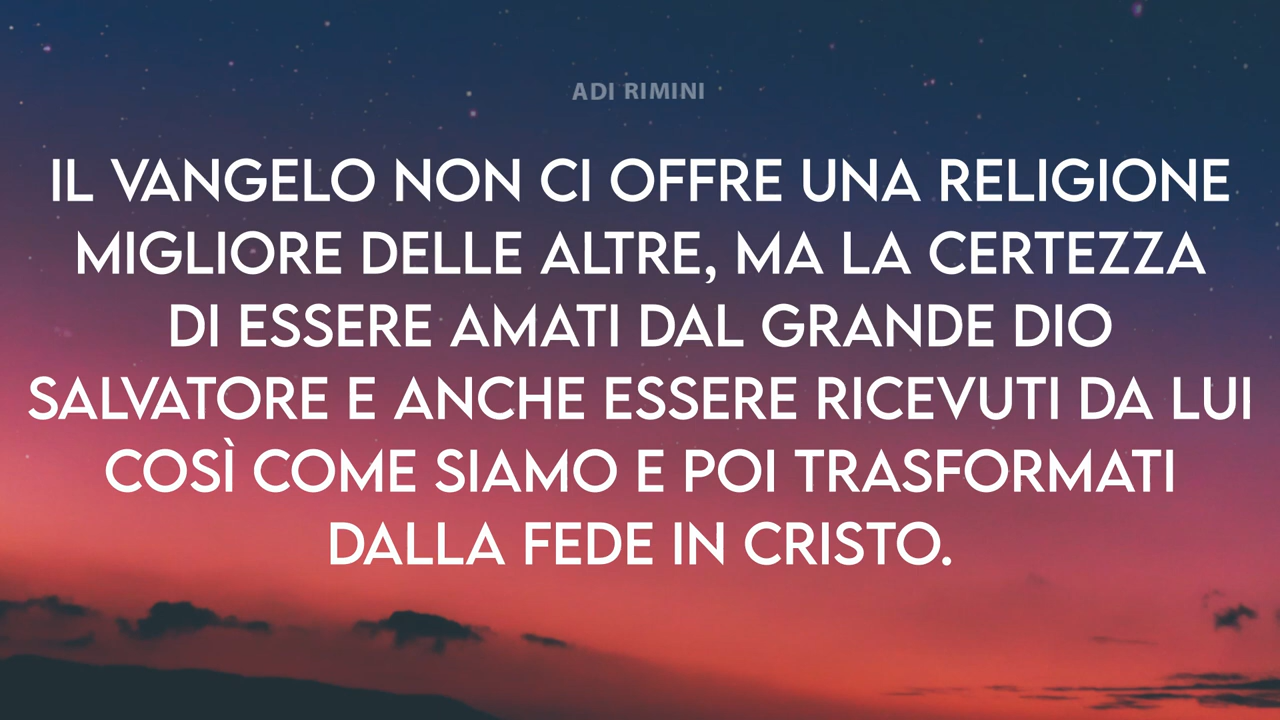 ADI RIMINI
IL VANGELO NON CI OFFRE UNA RELIGIONE
MIGLIORE DELLE ALTRE, MA LA CERTEZZA
DI ESSERE AMATI DAL GRANDE DIO
SALVATORE E ANCHE ESSERE RICEVUTI DA LUI
COSÌ COME SIAMO E POI TRASFORMATI
DALLA FEDE IN CRISTO.